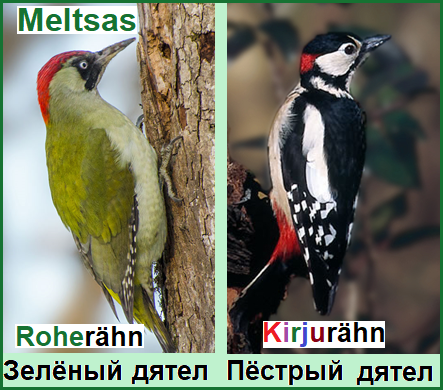 Meltsas
Roherähn
Kirjurähn
Зелёный дятел
Пёстрый дятел